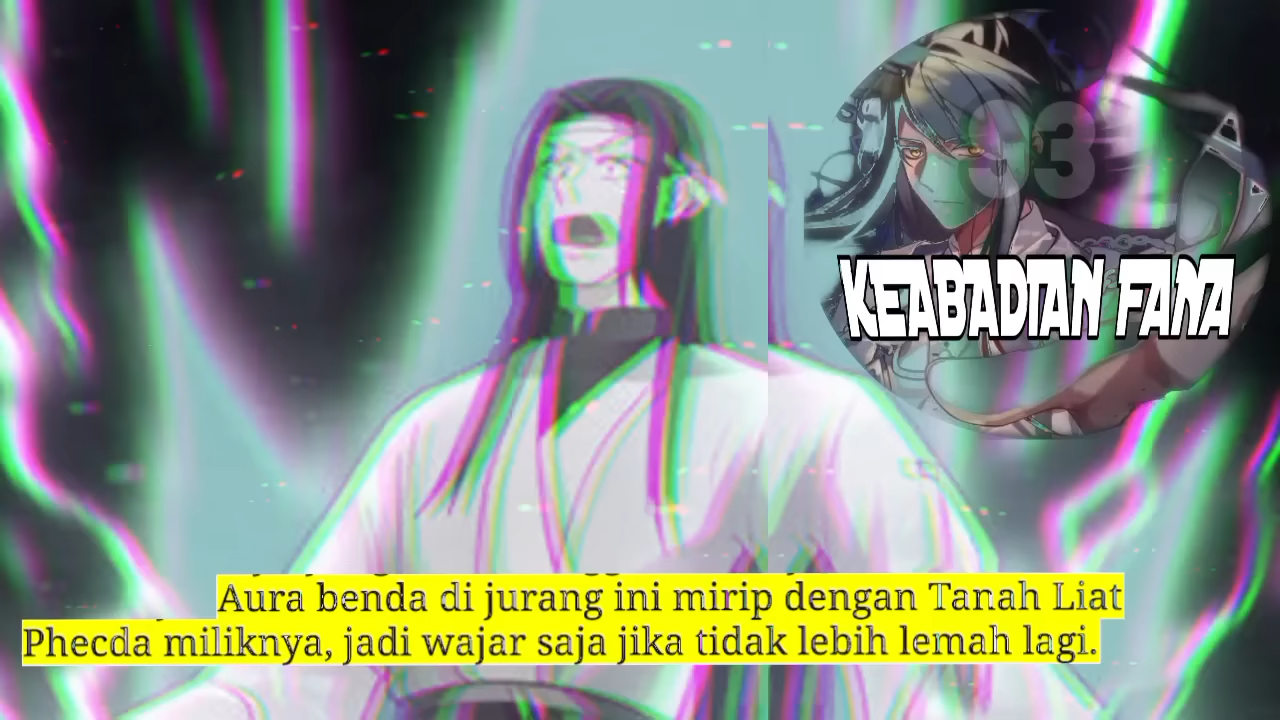 93
KEABADIAN FANA
Aura benda di jurang ini mirip dengan Tanah Liat
Phecda miliknya, jadi wajar saja jika tidak lebih lemah lagi.